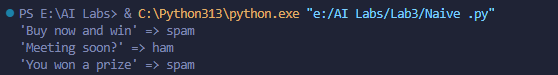 PS E:\AI Labs> & C:\Python313\python.exe "e:/AI Labs/Lab3/Naive .py"
'Buy now and win' => spam
'Meeting soon?' => ham
'You won a prize' => spam